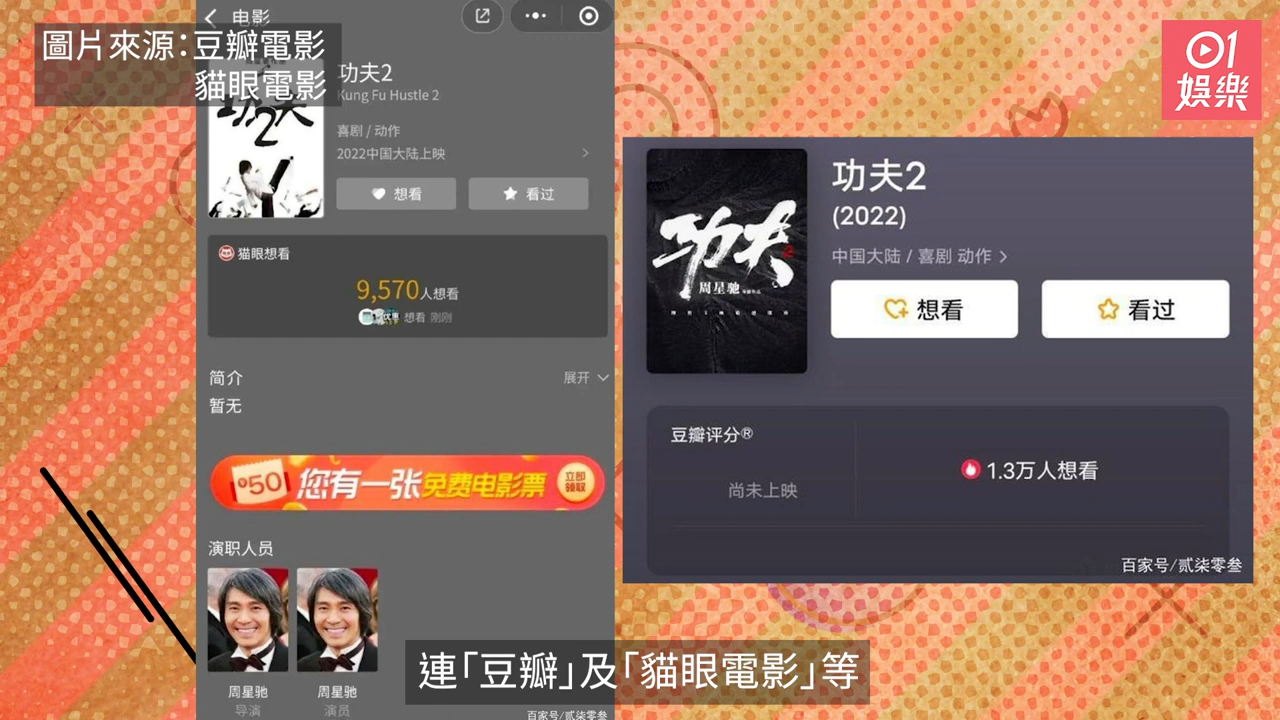 電影
圖片來源：豆瓣電影
貓眼電影
01
娛樂
功夫2
功夫2
Kung Fu Hustle 2
喜剧 / 动作
2022中国大陆上映
想看
看过
猫眼想看
9,570人想看
想看 刚刚
简介
展开
暂无
50
您有一张免费电影票
立即
领取
演职人员
周星驰
导演
周星驰
演员
百家号/贰柒零叁
功夫2
周星驰
功夫2
(2022)
中国大陆 / 喜剧 动作
想看
看过
豆瓣评分®
尚未上映
1.3万人想看
百家号/贰柒零叁
連「豆瓣」及「貓眼電影」等